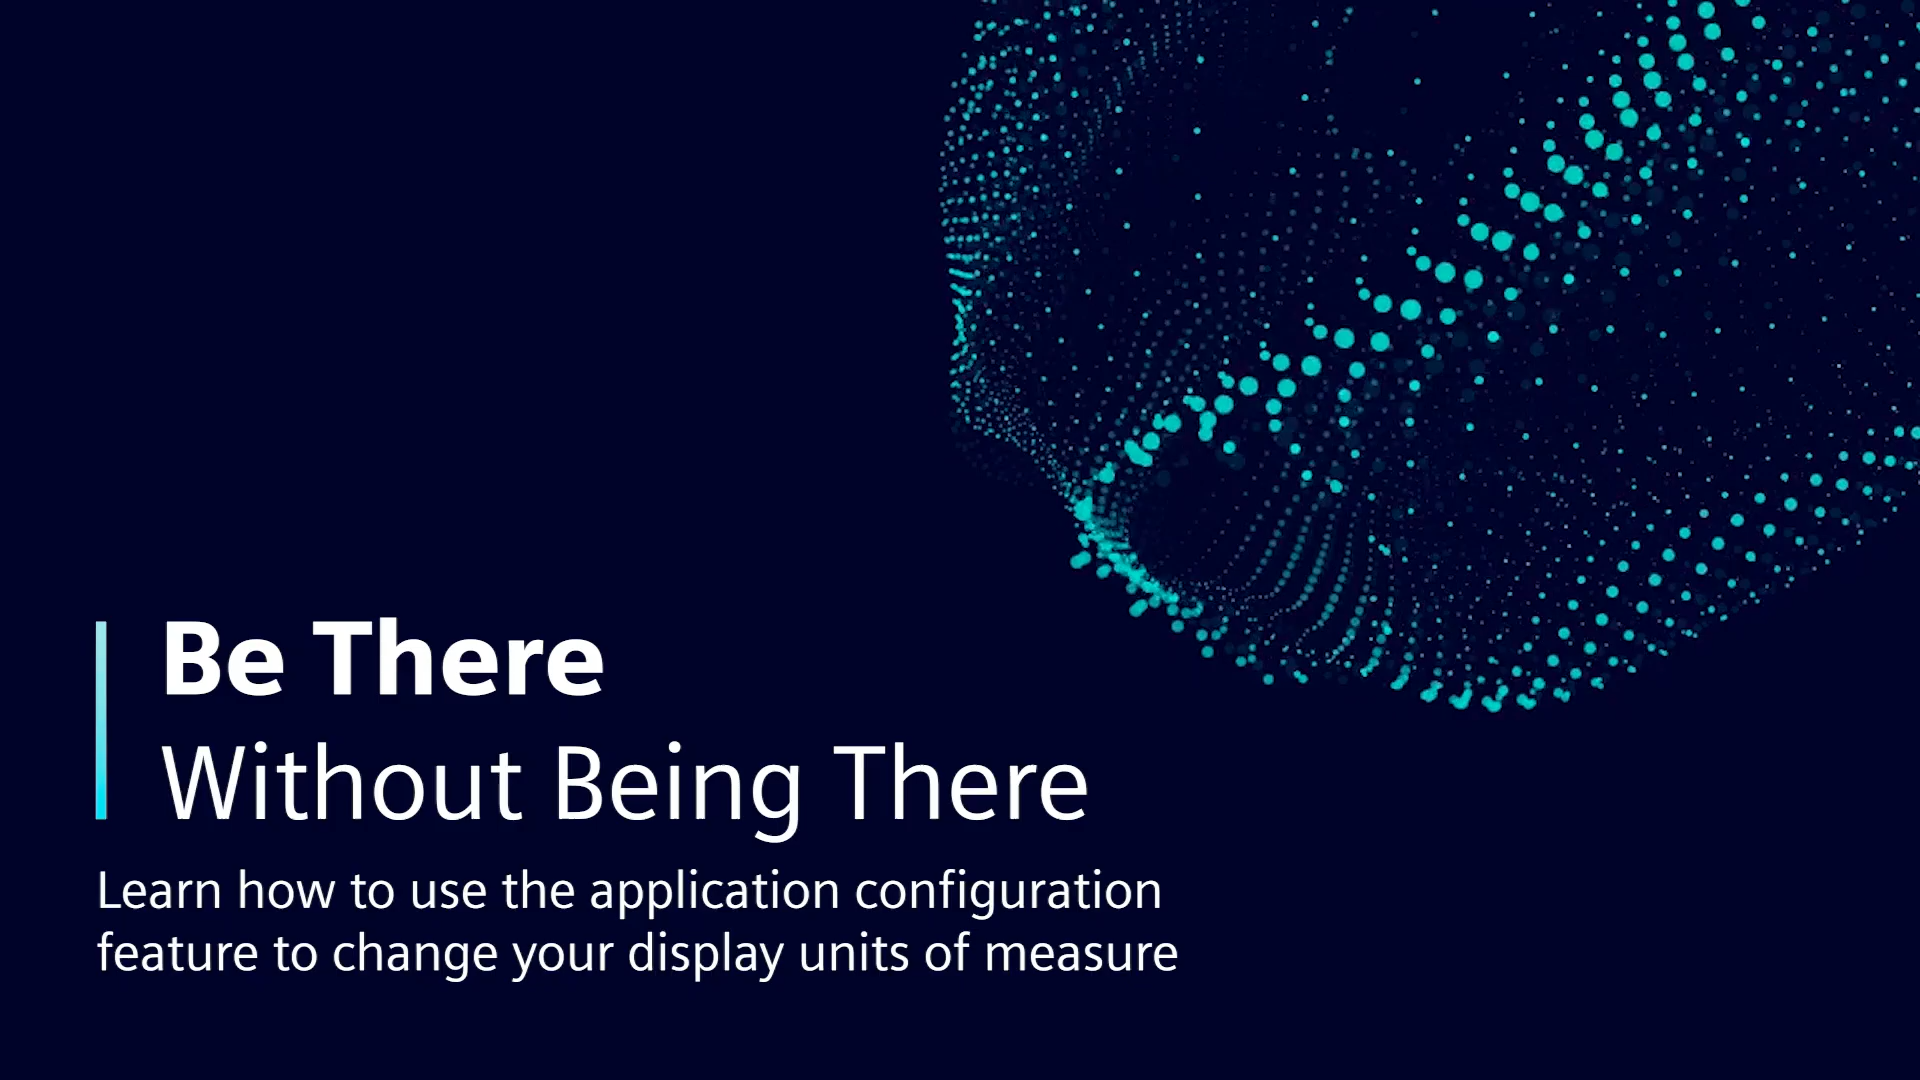 Be There
Without Being There
Learn how to use the application configuration
feature to change your display units of measure